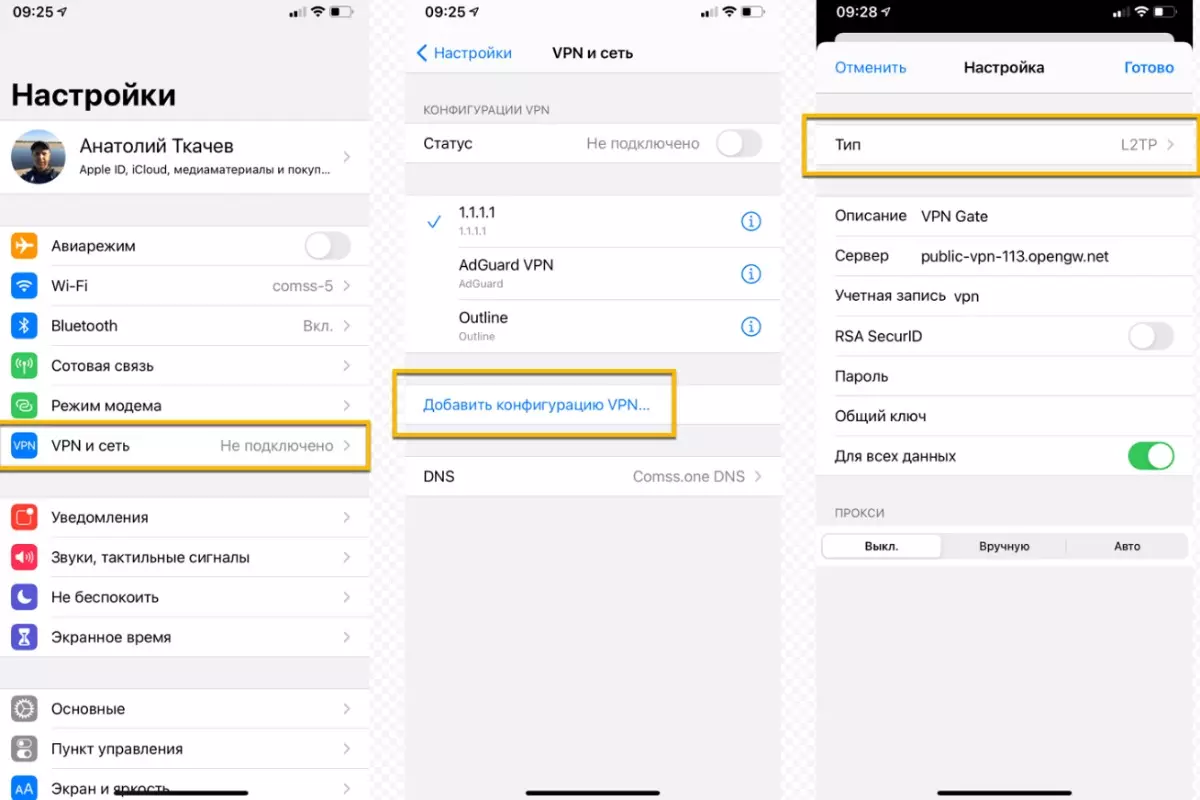 09:25
Настройки
Анатолий Ткачев
Apple ID, iCloud, медиаматериалы и покуп...
Авиарежим
Wi-Fi comss-5
Bluetooth Вкл.
Сотовая связь
Режим модема
VPN VPN и сеть Не подключено
Уведомления
Звуки, тактильные сигналы
Не беспокоить
Экранное время
Основные
Пункт управления
AA Экран и яркость
09:25
Настройки VPN и сеть
КОНФИГУРАЦИИ VPN
Статус Не подключено
1.1.1.1
1.1.1.1
AdGuard VPN
AdGuard
Outline
Outline
Добавить конфигурацию VPN...
DNS Comss.one DNS
09:28
Отменить Настройка Готово
Тип L2TP
Описание VPN Gate
Сервер public-vpn-113.opengw.net
Учетная запись vpn
RSA SecurID
Пароль
Общий ключ
Для всех данных
ПРОКСИ
Выкл. Вручную Авто